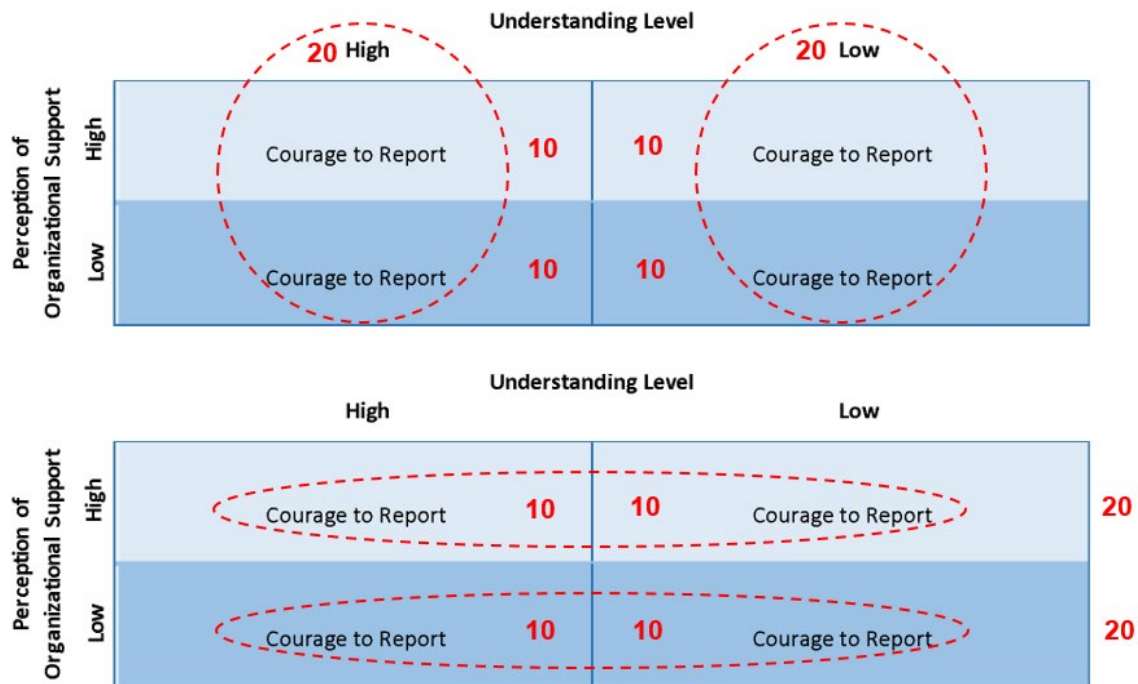 Understanding Level
20 High 20 Low
Perception of
Organizational Support
High
Courage to Report 10 10 Courage to Report
Low
Courage to Report 10 10 Courage to Report
Understanding Level
High Low
Perception of
Organizational Support
High
Courage to Report 10 10 Courage to Report 20
Low
Courage to Report 10 10 Courage to Report 20